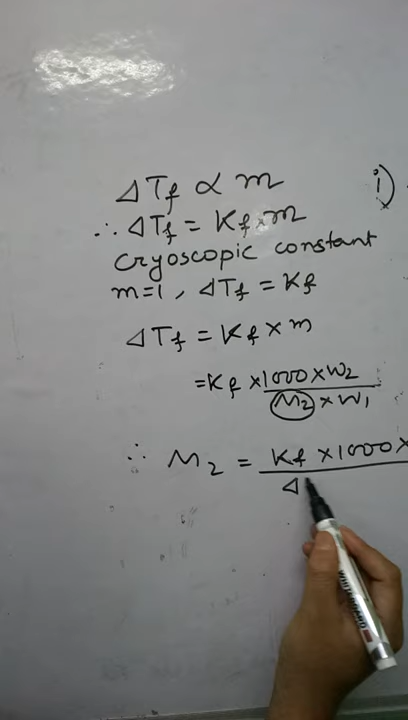 ΔTf ∝ m
i)
∴ ΔTf = Kf × m
Cryoscopic constant
m=1, ΔTf = Kf
ΔTf = Kf × m
= Kf × 1000 × W2 / M2 × W1
∴ M2 = Kf × 1000 ×
Δ